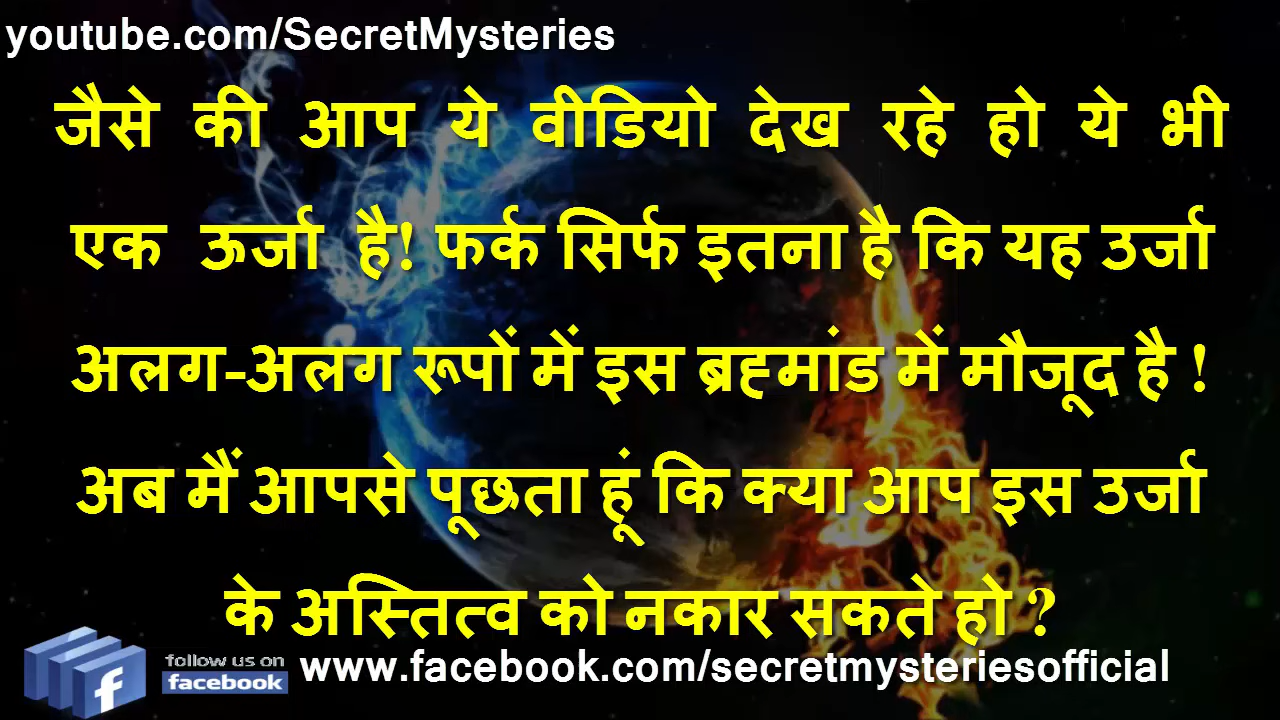 youtube.com/SecretMysteries
जैसे की आप ये वीडियो देख रहे हो ये भी
एक ऊर्जा है! फर्क सिर्फ इतना है कि यह उर्जा
अलग-अलग रूपों में इस ब्रह्मांड में मौजूद है !
अब मैं आपसे पूछता हूं कि क्या आप इस उर्जा
के अस्तित्व को नकार सकते हो ?
f
follow us on
facebook
www.facebook.com/secretmysteriesofficial